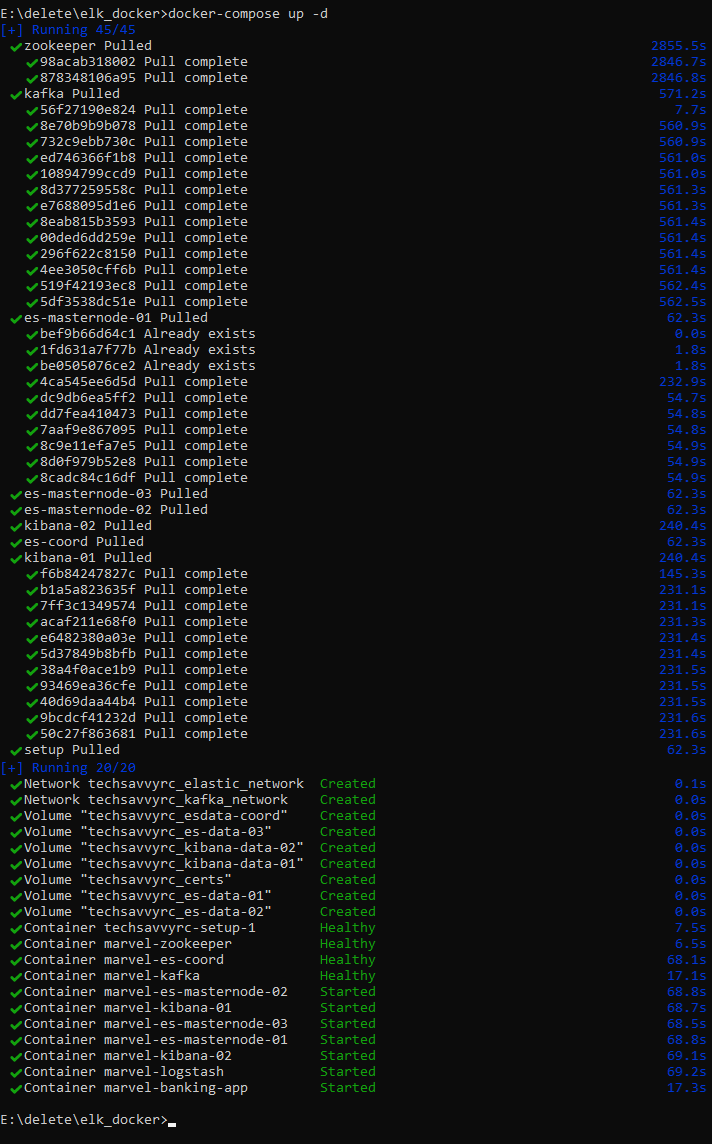 E:\delete\elk_docker>docker-compose up -d
[+] Running 45/45
zookeeper Pulled 2855.5s
98acab318002 Pull complete 2846.7s
878348106a95 Pull complete 2846.8s
kafka Pulled 571.2s
56f27190e824 Pull complete 7.7s
8e70b9b9b078 Pull complete 560.9s
732c9ebb730c Pull complete 560.9s
ed746366f1b8 Pull complete 561.0s
10894799ccd9 Pull complete 561.0s
8d377259558c Pull complete 561.3s
e7688095d1e6 Pull complete 561.3s
8eab815b3593 Pull complete 561.4s
00ded6dd259e Pull complete 561.4s
296f622c8150 Pull complete 561.4s
4ee3050cff6b Pull complete 561.4s
519f42193ec8 Pull complete 562.4s
5df3538dc51e Pull complete 562.5s
es-masternode-01 Pulled 62.3s
bef9b66d64c1 Already exists 0.0s
1fd631a7f77b Already exists 1.8s
be0505076ce2 Already exists 1.8s
4ca545ee6d5d Pull complete 232.9s
dc9db6ea5ff2 Pull complete 54.7s
dd7fea410473 Pull complete 54.8s
7aaf9e867095 Pull complete 54.8s
8c9e11efa7e5 Pull complete 54.9s
8d0f979b52e8 Pull complete 54.9s
8cadc84c16df Pull complete 54.9s
es-masternode-03 Pulled 62.3s
es-masternode-02 Pulled 62.3s
kibana-02 Pulled 240.4s
es-coord Pulled 62.3s
kibana-01 Pulled 240.4s
f6b84247827c Pull complete 145.3s
b1a5a823635f Pull complete 231.1s
7ff3c1349574 Pull complete 231.1s
acaf211e68f0 Pull complete 231.3s
e6482380a03e Pull complete 231.4s
5d37849b8bfb Pull complete 231.4s
38a4f0ace1b9 Pull complete 231.5s
93469ea36cfe Pull complete 231.5s
40d69daa44b4 Pull complete 231.5s
9bcdcf41232d Pull complete 231.6s
50c27f863681 Pull complete 231.6s
setup Pulled 62.3s
[+] Running 20/20
Network techsavvyrc_elastic_network Created 0.1s
Network techsavvyrc_kafka_network Created 0.0s
Volume "techsavvyrc_esdata-coord" Created 0.0s
Volume "techsavvyrc_es-data-03" Created 0.0s
Volume "techsavvyrc_kibana-data-02" Created 0.0s
Volume "techsavvyrc_kibana-data-01" Created 0.0s
Volume "techsavvyrc_certs" Created 0.0s
Volume "techsavvyrc_es-data-01" Created 0.0s
Volume "techsavvyrc_es-data-02" Created 0.0s
Container techsavvyrc-setup-1 Healthy 7.5s
Container marvel-zookeeper Healthy 6.5s
Container marvel-es-coord Healthy 68.1s
Container marvel-kafka Healthy 17.1s
Container marvel-es-masternode-02 Started 68.8s
Container marvel-kibana-01 Started 68.7s
Container marvel-es-masternode-03 Started 68.5s
Container marvel-es-masternode-01 Started 68.8s
Container marvel-kibana-02 Started 69.1s
Container marvel-logstash Started 69.2s
Container marvel-banking-app Started 17.3s
E:\delete\elk_docker>